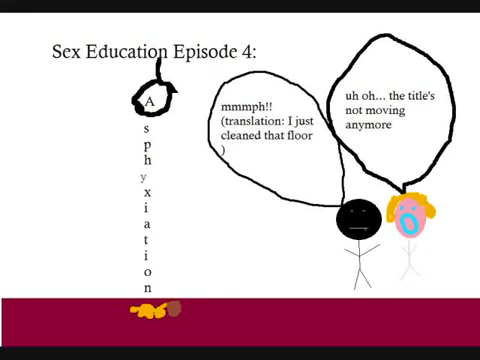 Sex Education Episode 4:
A
s
p
h
y
x
i
a
t
i
o
n
mmmph!!
(translation: I just
cleaned that floor
)
uh oh... the title's
not moving
anymore